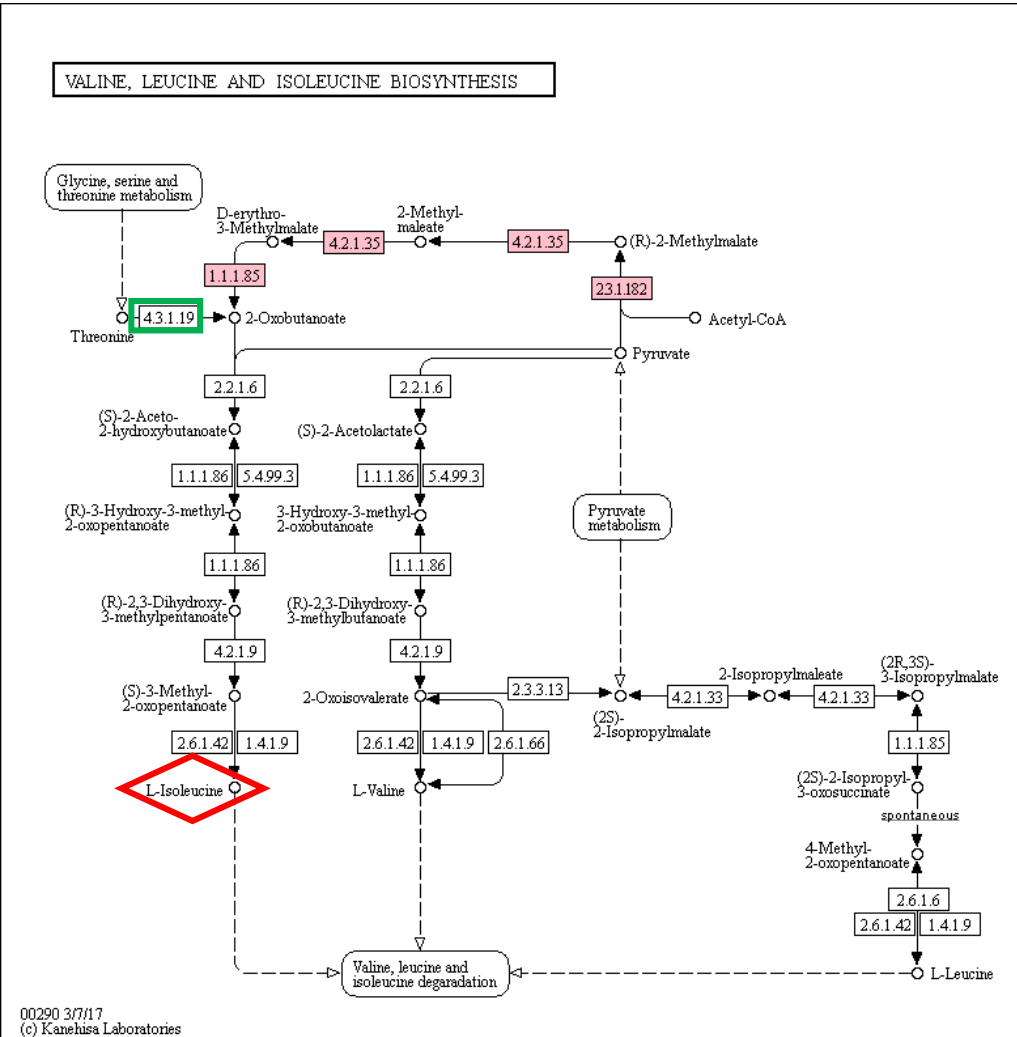 VALINE, LEUCINE AND ISOLEUCINE BIOSYNTHESIS
Glycine, serine and
threonine metabolism
D-erythro-
3-Methylmalate
2-Methyl-
maleate
4.2.1.35
4.2.1.35
(R)-2-Methylmalate
1.1.1.85
2.3.1.182
4.3.1.19
Threonine
2-Oxobutanoate
Acetyl-CoA
Pyruvate
2.2.1.6
2.2.1.6
(S)-2-Aceto-
2-hydroxybutanoate
(S)-2-Acetolactate
1.1.1.86
5.4.99.3
1.1.1.86
5.4.99.3
(R)-3-Hydroxy-3-methyl-
2-oxopentanoate
3-Hydroxy-3-methyl-
2-oxobutanoate
Pyruvate
metabolism
1.1.1.86
1.1.1.86
(R)-2,3-Dihydroxy-
3-methylpentanoate
(R)-2,3-Dihydroxy-
3-methylbutanoate
4.2.1.9
4.2.1.9
(S)-3-Methyl-
2-oxopentanoate
2-Oxoisovalerate
2.3.3.13
(2S)-
2-Isopropylmalate
4.2.1.33
2-Isopropylmaleate
4.2.1.33
(2R,3S)-
3-Isopropylmalate
2.6.1.42
1.4.1.9
2.6.1.42
1.4.1.9
2.6.1.66
1.1.1.85
L-Isoleucine
L-Valine
(2S)-2-Isopropyl-
3-oxosuccinate
spontaneous
4-Methyl-
2-oxopentanoate
2.6.1.6
2.6.1.42
1.4.1.9
Valine, leucine and
isoleucine degaradation
L-Leucine
00290 3/7/17
(c) Kanehisa Laboratories